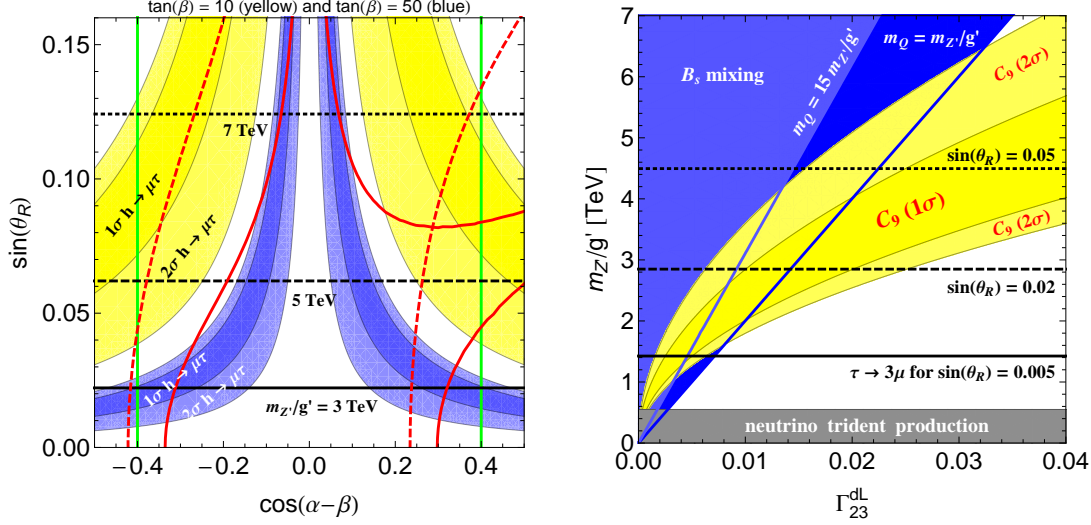 tan(β) = 10 (yellow) and tan(β) = 50 (blue)
sin(θR)
0.15
0.10
0.05
0.00
7 TeV
5 TeV
mZ'/g' = 3 TeV
1σ h → μτ
2σ h → μτ
1σ h → μτ
2σ h → μτ
−0.4
−0.2
0.0
0.2
0.4
cos(α−β)
mZ'/g' [TeV]
7
6
5
4
3
2
1
0
Bs mixing
mQ = 15 mZ'/g'
mQ = mZ'/g'
C9 (2σ)
sin(θR) = 0.05
C9 (1σ)
C9 (2σ)
sin(θR) = 0.02
τ → 3μ for sin(θR) = 0.005
neutrino trident production
0.00
0.01
0.02
0.03
0.04
Γ23dL